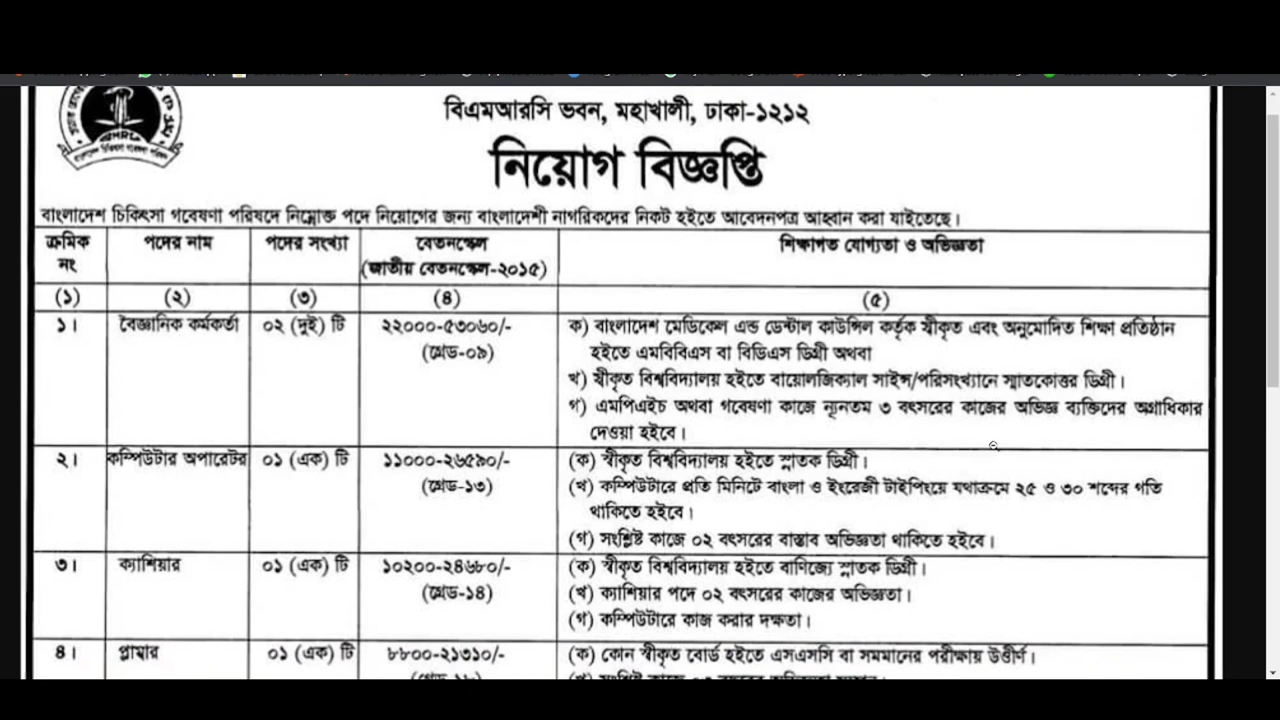 বিএমআরসি ভবন, মহাখালী, ঢাকা-১২১২
নিয়োগ বিজ্ঞপ্তি
বাংলাদেশ চিকিৎসা গবেষণা পরিষদে নিম্নোক্ত পদে নিয়োগের জন্য বাংলাদেশী নাগরিকদের নিকট হইতে আবেদনপত্র আহ্বান করা যাইতেছে।
ক্রমিক নং পদের নাম পদের সংখ্যা বেতনস্কেল (জাতীয় বেতনস্কেল-২০১৫) শিক্ষাগত যোগ্যতা ও অভিজ্ঞতা
(১) (২) (৩) (৪) (৫)
১। বৈজ্ঞানিক কর্মকর্তা ০২ (দুই) টি ২২০০০-৫৩০৬০/- ক) বাংলাদেশ মেডিকেল এন্ড ডেন্টাল কাউন্সিল কর্তৃক স্বীকৃত এবং অনুমোদিত শিক্ষা প্রতিষ্ঠান
(গ্রেড-০৯) হইতে এমবিবিএস বা বিডিএস ডিগ্রী অথবা
খ) স্বীকৃত বিশ্ববিদ্যালয় হইতে বায়োলজিক্যাল সাইন্স/পরিসংখ্যানে স্নাতকোত্তর ডিগ্রী।
গ) এমপিএইচ অথবা গবেষণা কাজে ন্যূনতম ৩ বৎসরের কাজের অভিজ্ঞ ব্যক্তিদের অগ্রাধিকার
দেওয়া হইবে।
২। কম্পিউটার অপারেটর ০১ (এক) টি ১১০০০-২৬৫৯০/- (ক) স্বীকৃত বিশ্ববিদ্যালয় হইতে স্নাতক ডিগ্রী।
(গ্রেড-১৩) (খ) কম্পিউটারে প্রতি মিনিটে বাংলা ও ইংরেজী টাইপিংয়ে যথাক্রমে ২৫ ও ৩০ শব্দের গতি
থাকিতে হইবে।
(গ) সংশ্লিষ্ট কাজে ০২ বৎসরের বাস্তাব অভিজ্ঞতা থাকিতে হইবে।
৩। ক্যাশিয়ার ০১ (এক) টি ১০২০০-২৪৬৮০/- (ক) স্বীকৃত বিশ্ববিদ্যালয় হইতে বাণিজ্যে স্নাতক ডিগ্রী।
(গ্রেড-১৪) (খ) ক্যাশিয়ার পদে ০২ বৎসরের কাজের অভিজ্ঞতা।
(গ) কম্পিউটারে কাজ করার দক্ষতা।
৪। প্লাম্বার ০১ (এক) টি ৮৮০০-২১৩১০/- (ক) কোন স্বীকৃত বোর্ড হইতে এসএসসি বা সমমানের পরীক্ষায় উত্তীর্ণ।